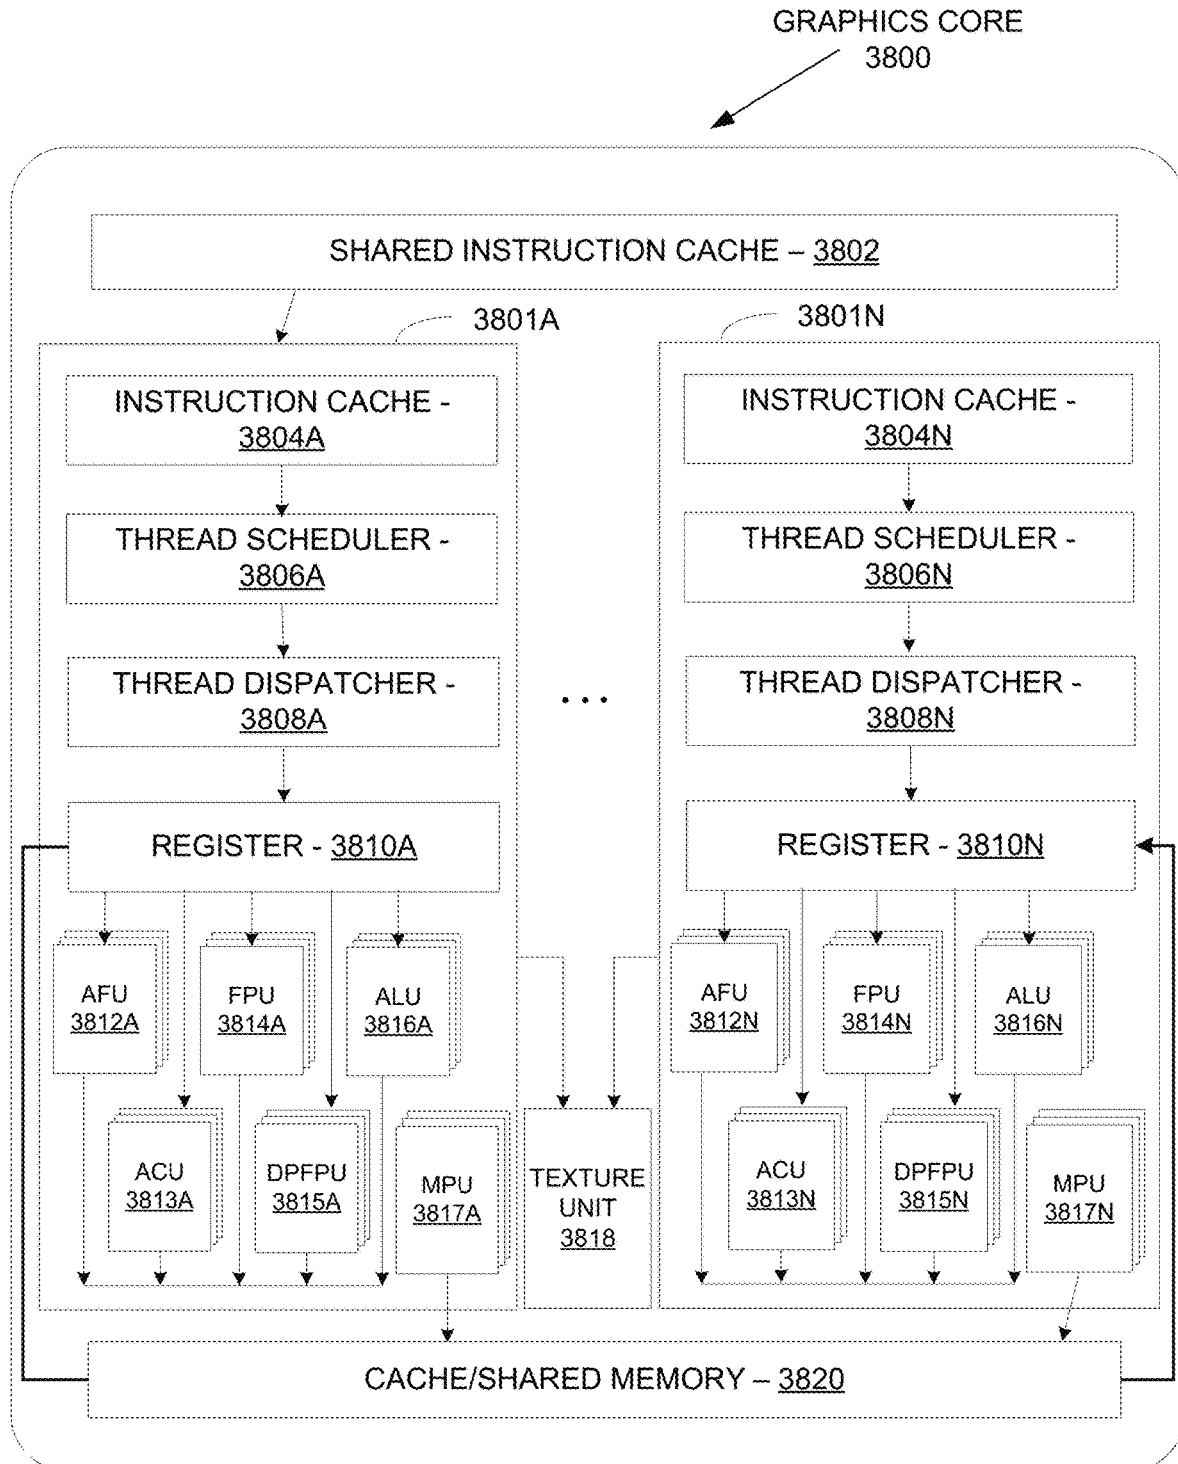 GRAPHICS CORE
3800
SHARED INSTRUCTION CACHE – 3802
3801A
3801N
INSTRUCTION CACHE -
3804A
THREAD SCHEDULER -
3806A
THREAD DISPATCHER -
3808A
REGISTER - 3810A
AFU
3812A
FPU
3814A
ALU
3816A
ACU
3813A
DPFPU
3815A
MPU
3817A
...
TEXTURE
UNIT
3818
INSTRUCTION CACHE -
3804N
THREAD SCHEDULER -
3806N
THREAD DISPATCHER -
3808N
REGISTER - 3810N
AFU
3812N
FPU
3814N
ALU
3816N
ACU
3813N
DPFPU
3815N
MPU
3817N
CACHE/SHARED MEMORY – 3820